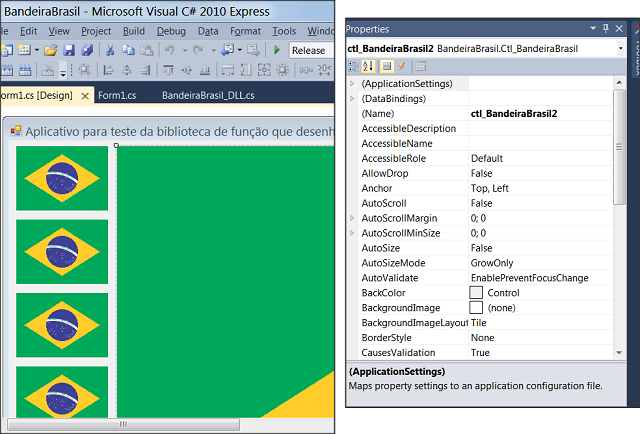 BandeiraBrasil - Microsoft Visual C# 2010 Express
File Edit View Project Build Debug Data Format Tools Window
Release
Form1.cs [Design] Form1.cs BandeiraBrasil_DLL.cs
Aplicativo para teste da biblioteca de função que desenh
Properties
ctl_BandeiraBrasil2 BandeiraBrasil.Ctl_BandeiraBrasil
(ApplicationSettings)
(DataBindings)
(Name) ctl_BandeiraBrasil2
AccessibleDescription
AccessibleName
AccessibleRole Default
AllowDrop False
Anchor Top, Left
AutoScroll False
AutoScrollMargin 0; 0
AutoScrollMinSize 0; 0
AutoSize False
AutoSizeMode GrowOnly
AutoValidate EnablePreventFocusChange
BackColor Control
BackgroundImage (none)
BackgroundImageLayou Tile
BorderStyle None
CausesValidation True
(ApplicationSettings)
Maps property settings to an application configuration file.